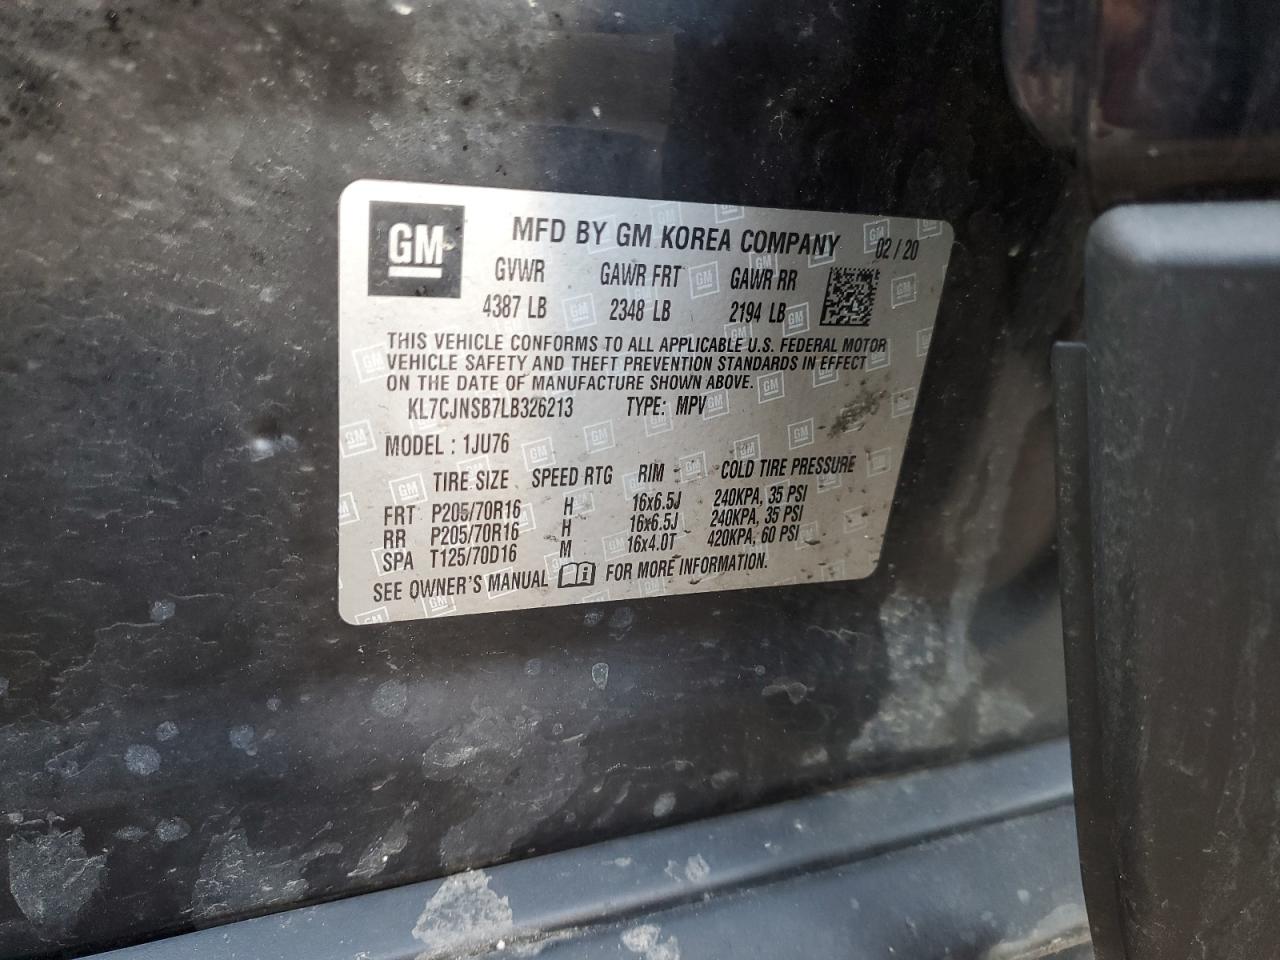 GM MFD BY GM KOREA COMPANY 02 / 20
GVWR GAWR FRT GAWR RR
4387 LB 2348 LB 2194 LB
THIS VEHICLE CONFORMS TO ALL APPLICABLE U.S. FEDERAL MOTOR
VEHICLE SAFETY AND THEFT PREVENTION STANDARDS IN EFFECT
ON THE DATE OF MANUFACTURE SHOWN ABOVE.
KL7CJNSB7LB326213 TYPE: MPV
MODEL : 1JU76
TIRE SIZE SPEED RTG RIM COLD TIRE PRESSURE
FRT P205/70R16 H 16x6.5J 240KPA, 35 PSI
RR P205/70R16 H 16x6.5J 240KPA, 35 PSI
SPA T125/70D16 M 16x4.0T 420KPA, 60 PSI
SEE OWNER'S MANUAL FOR MORE INFORMATION.